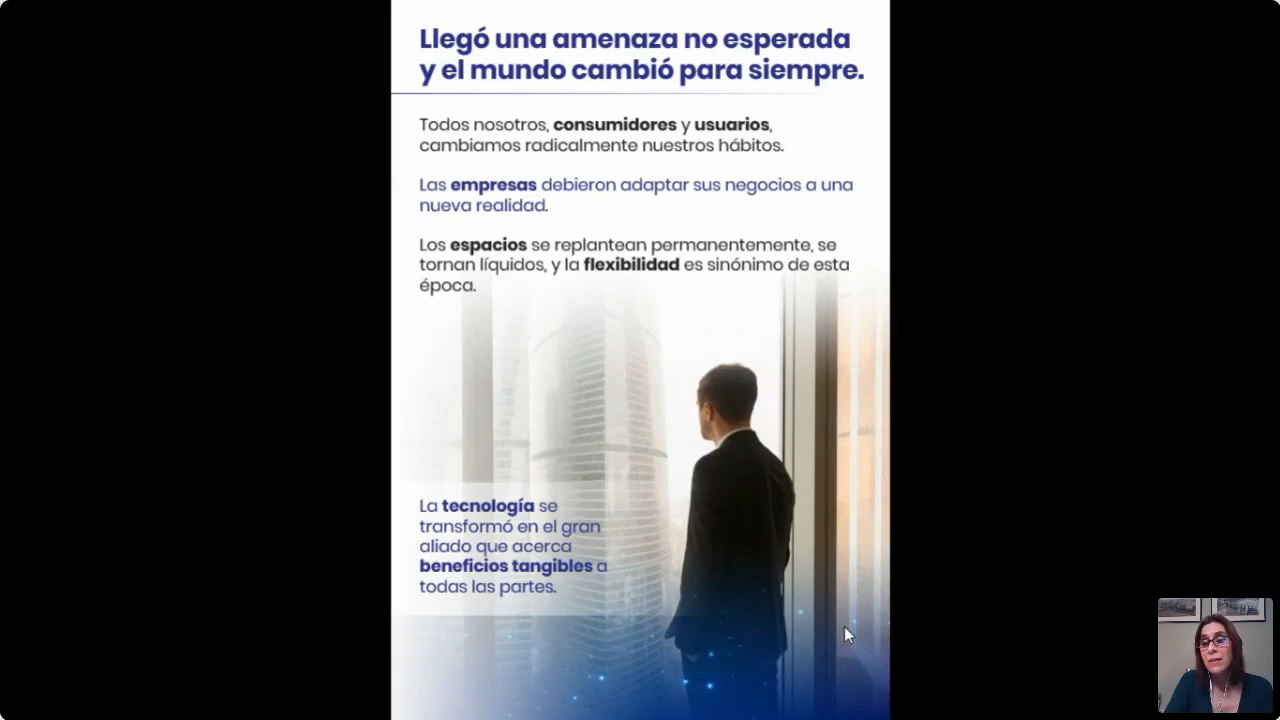 Llegó una amenaza no esperada
y el mundo cambió para siempre.
Todos nosotros, consumidores y usuarios,
cambiamos radicalmente nuestros hábitos.
Las empresas debieron adaptar sus negocios a una
nueva realidad.
Los espacios se replantean permanentemente, se
tornan líquidos, y la flexibilidad es sinónimo de esta
época.
La tecnología se
transformó en el gran
aliado que acerca
beneficios tangibles a
todas las partes.